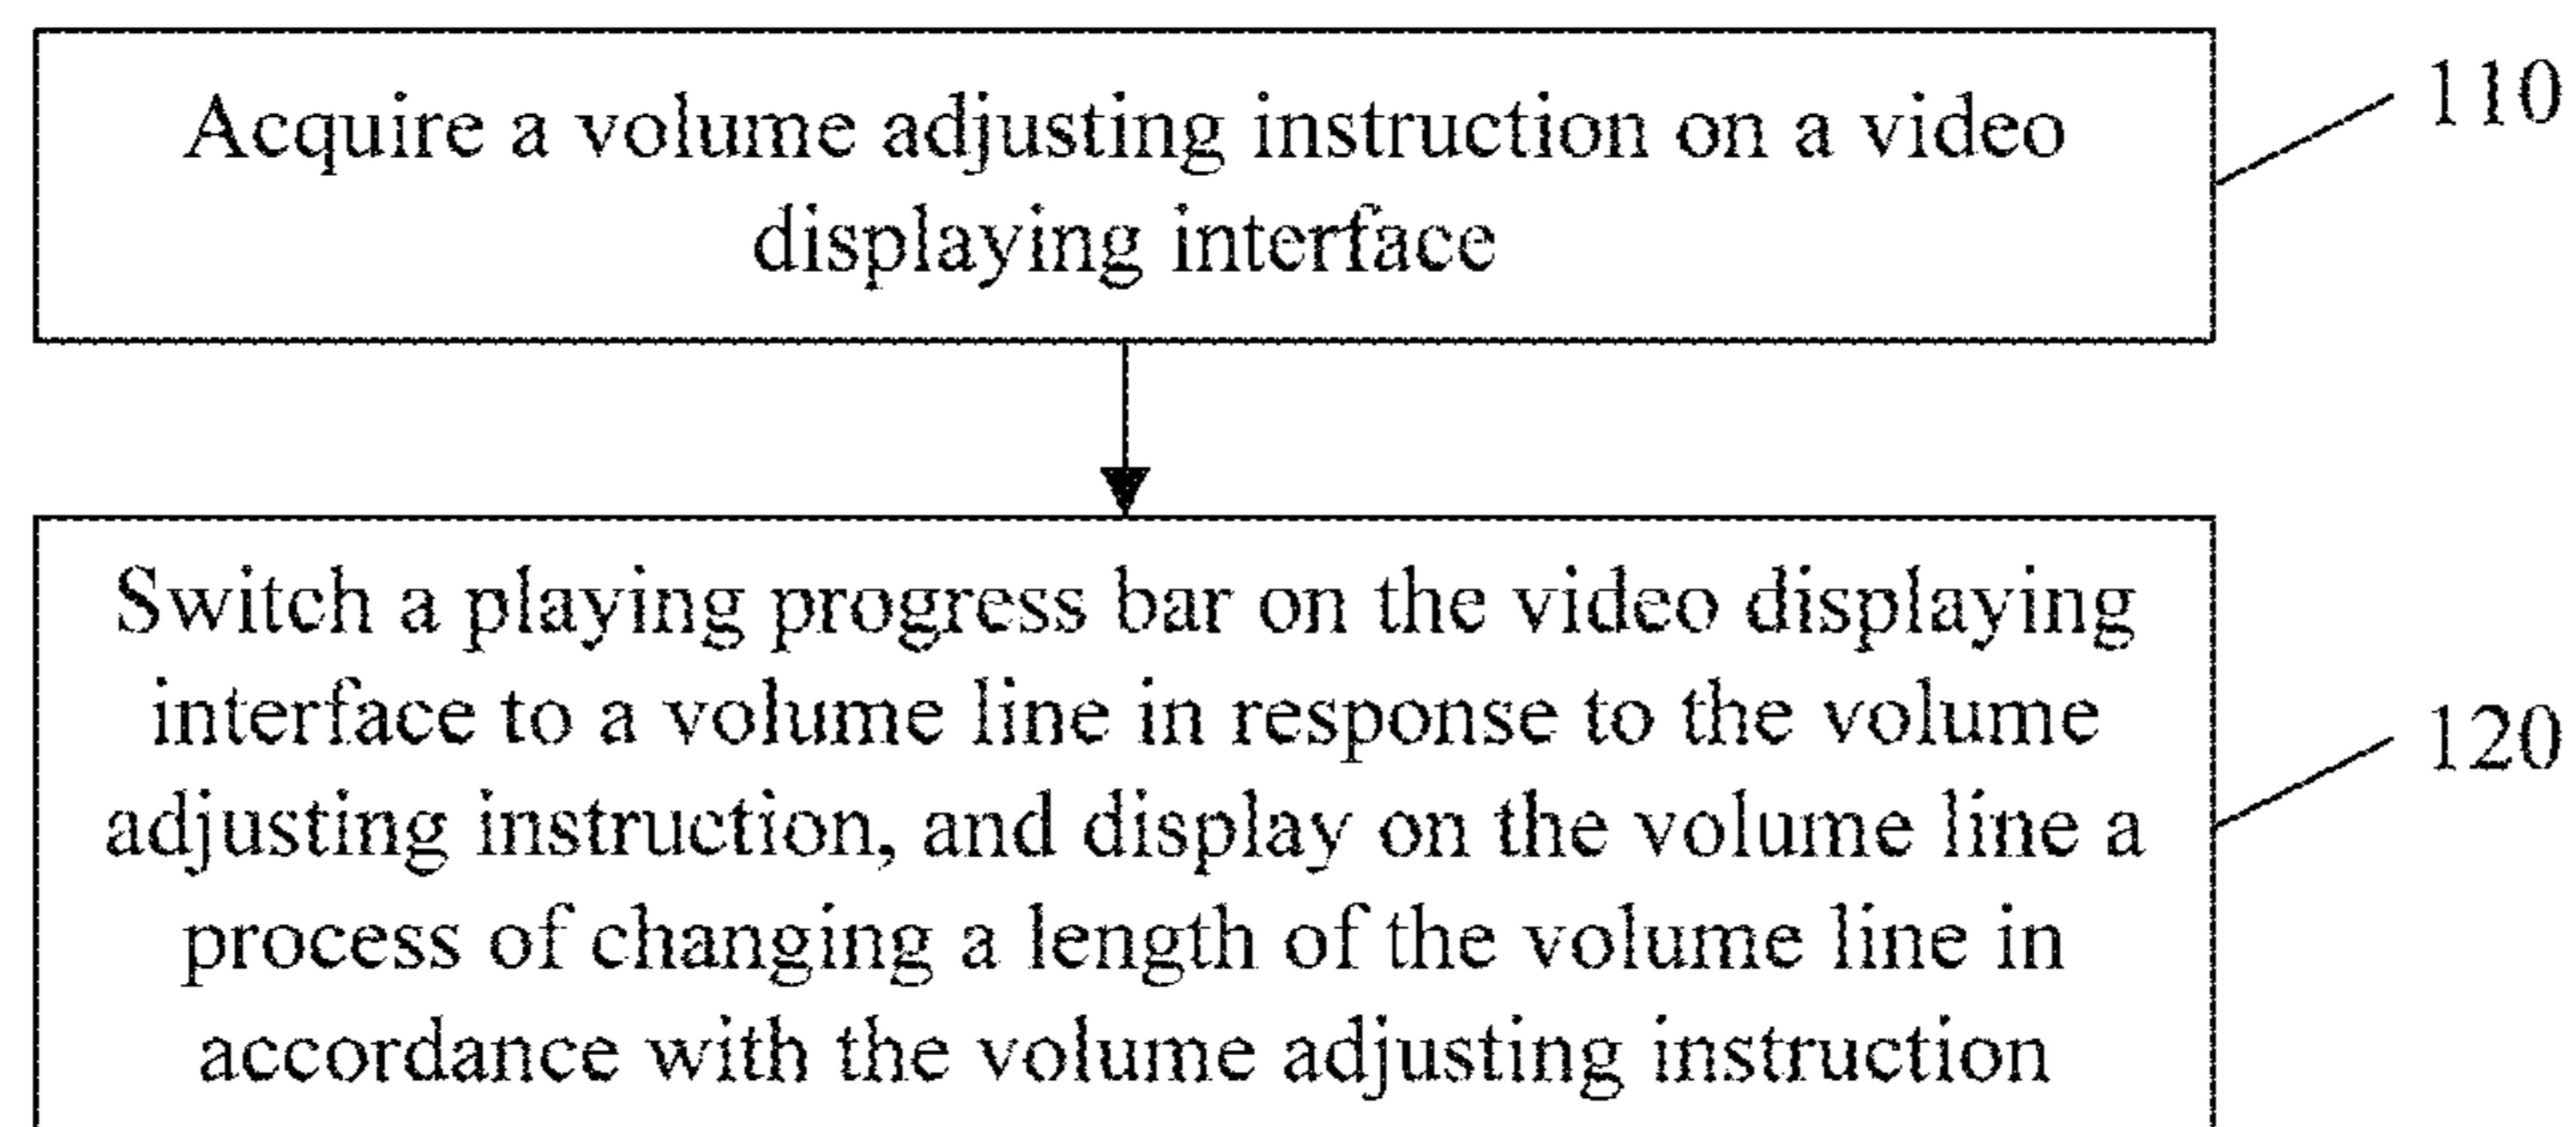 Acquire a volume adjusting instruction on a video
displaying interface
110
Switch a playing progress bar on the video displaying
interface to a volume line in response to the volume
adjusting instruction, and display on the volume line a
process of changing a length of the volume line in
accordance with the volume adjusting instruction
120